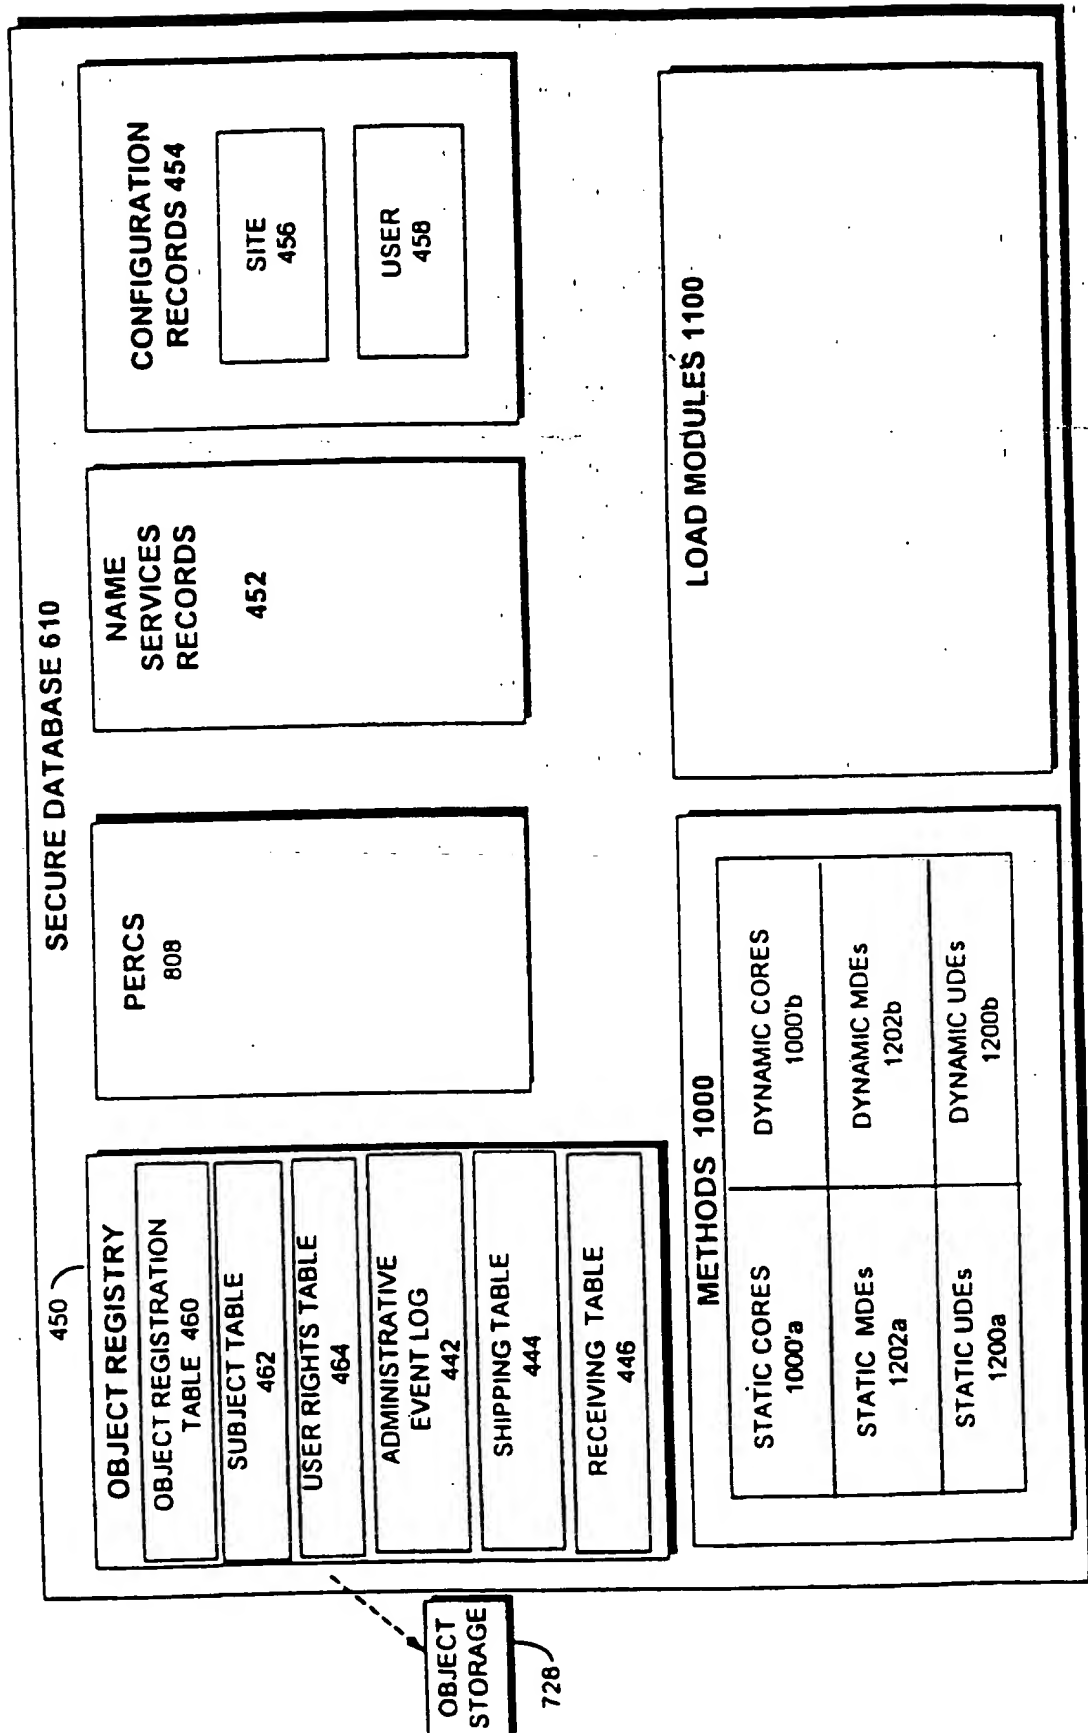 SECURE DATABASE 610
450
OBJECT REGISTRY
OBJECT REGISTRATION
TABLE 460
SUBJECT TABLE
462
USER RIGHTS TABLE
464
ADMINISTRATIVE
EVENT LOG
442
SHIPPING TABLE
444
RECEIVING TABLE
446
PERCS
808
NAME
SERVICES
RECORDS
452
CONFIGURATION
RECORDS 454
SITE
456
USER
458
OBJECT
STORAGE
728
METHODS 1000
STATIC CORES
1000'a
DYNAMIC CORES
1000'b
STATIC MDEs
1202a
DYNAMIC MDEs
1202b
STATIC UDEs
1200a
DYNAMIC UDEs
1200b
LOAD MODULES 1100